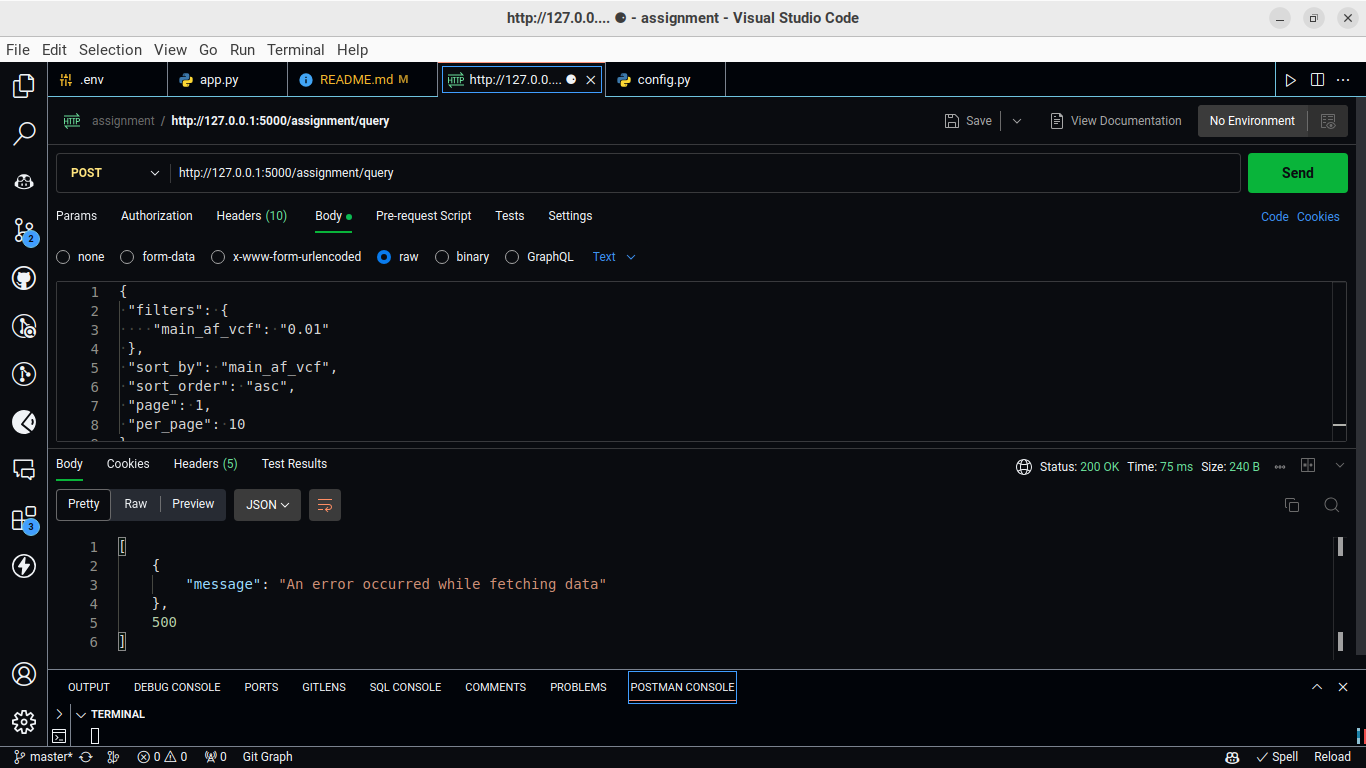 http://127.0.0.... ● - assignment - Visual Studio Code
File Edit Selection View Go Run Terminal Help
.env app.py README.md M http://127.0.0.... config.py
assignment / http://127.0.0.1:5000/assignment/query Save View Documentation No Environment
POST http://127.0.0.1:5000/assignment/query Send
Params Authorization Headers (10) Body Pre-request Script Tests Settings Code Cookies
none form-data x-www-form-urlencoded raw binary GraphQL Text
1 {
2 "filters": {
3 "main_af_vcf": "0.01"
4 },
5 "sort_by": "main_af_vcf",
6 "sort_order": "asc",
7 "page": 1,
8 "per_page": 10
Body Cookies Headers (5) Test Results Status: 200 OK Time: 75 ms Size: 240 B
Pretty Raw Preview JSON
1 [
2 {
3 "message": "An error occurred while fetching data"
4 },
5 500
6 ]
OUTPUT DEBUG CONSOLE PORTS GITLENS SQL CONSOLE COMMENTS PROBLEMS POSTMAN CONSOLE
TERMINAL
2
3
master* 0 0 0 Git Graph Spell Reload